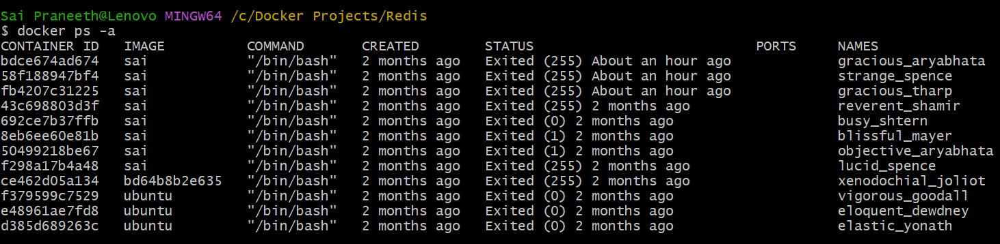 Sai Praneeth@Lenovo MINGW64 /c/Docker Projects/Redis
$ docker ps -a
CONTAINER ID   IMAGE          COMMAND       CREATED        STATUS                           PORTS     NAMES
bdce674ad674   sai            "/bin/bash"   2 months ago   Exited (255) About an hour ago             gracious_aryabhata
58f188947bf4   sai            "/bin/bash"   2 months ago   Exited (255) About an hour ago             strange_spence
fb4207c31225   sai            "/bin/bash"   2 months ago   Exited (255) About an hour ago             gracious_tharp
43c698803d3f   sai            "/bin/bash"   2 months ago   Exited (255) 2 months ago                  reverent_shamir
692ce7b37ffb   sai            "/bin/bash"   2 months ago   Exited (0) 2 months ago                    busy_shtern
8eb6ee60e81b   sai            "/bin/bash"   2 months ago   Exited (1) 2 months ago                    blissful_mayer
50499218be67   sai            "/bin/bash"   2 months ago   Exited (1) 2 months ago                    objective_aryabhata
f298a17b4a48   sai            "/bin/bash"   2 months ago   Exited (255) 2 months ago                  lucid_spence
ce462d05a134   bd64b8b2e635   "/bin/bash"   2 months ago   Exited (255) 2 months ago                  xenodochial_joliot
f379599c7529   ubuntu         "/bin/bash"   2 months ago   Exited (0) 2 months ago                    vigorous_goodall
e48961ae7fd8   ubuntu         "/bin/bash"   2 months ago   Exited (0) 2 months ago                    eloquent_dewdney
d385d689263c   ubuntu         "/bin/bash"   2 months ago   Exited (0) 2 months ago                    elastic_yonath